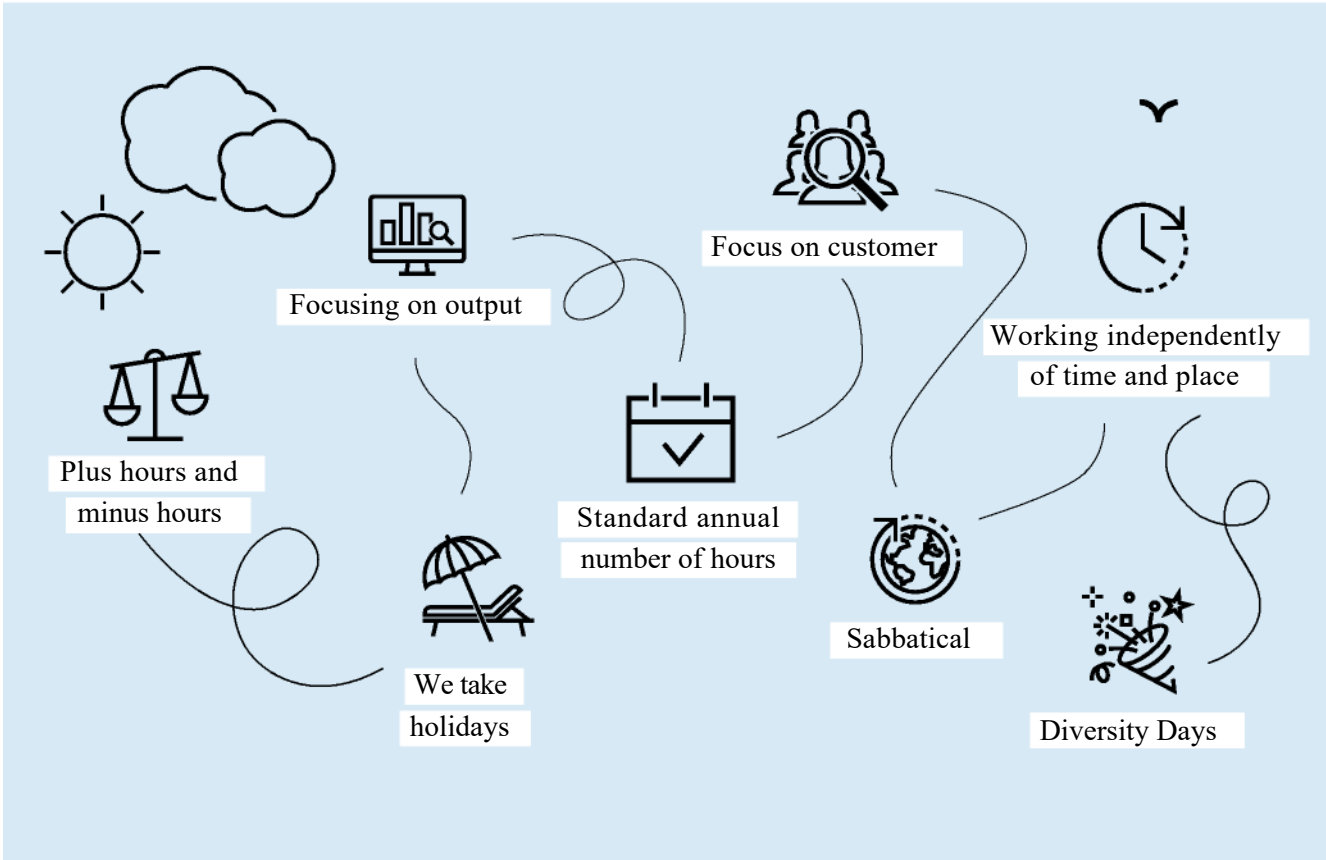 Focus on customer
Focusing on output
Working independently
of time and place
Plus hours and
minus hours
Standard annual
number of hours
Sabbatical
We take
holidays
Diversity Days